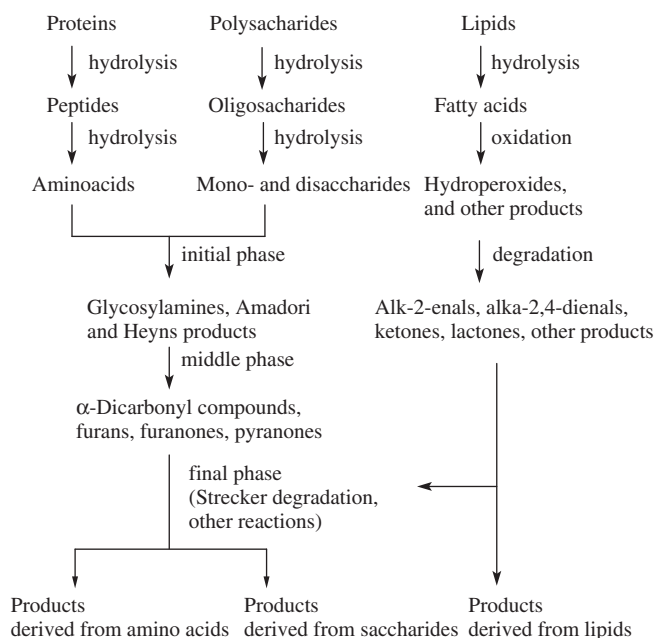 Proteins Polysacharides Lipids
hydrolysis hydrolysis hydrolysis
Peptides Oligosacharides Fatty acids
hydrolysis hydrolysis oxidation
Aminoacids Mono- and disaccharides Hydroperoxides,
and other products
initial phase degradation
Glycosylamines, Amadori Alk-2-enals, alka-2,4-dienals,
and Heyns products ketones, lactones, other products
middle phase
α-Dicarbonyl compounds,
furans, furanones, pyranones
final phase
(Strecker degradation,
other reactions)
Products Products Products
derived from amino acids derived from saccharides derived from lipids